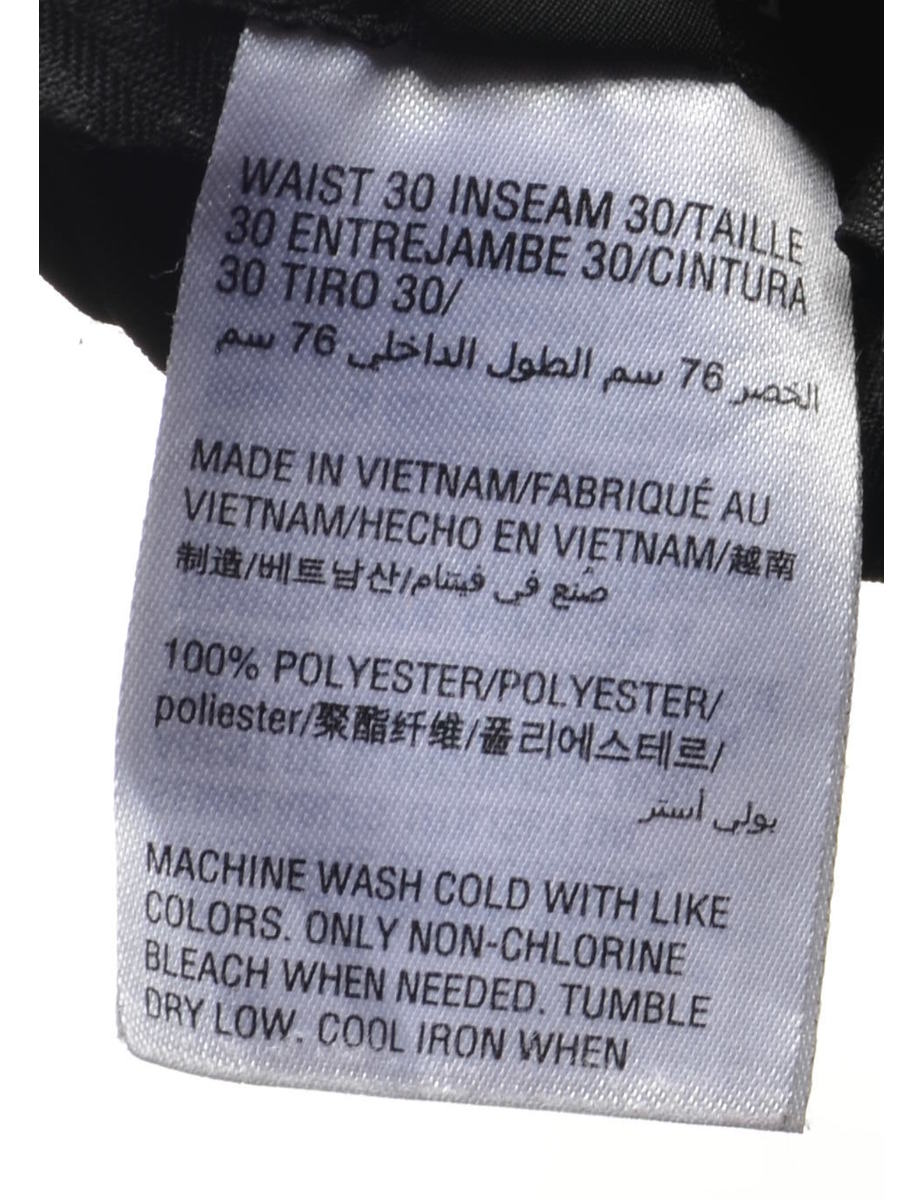 WAIST 30 INSEAM 30/TAILLE
30 ENTREJAMBE 30/CINTURA
30 TIRO 30/
الخصر 76 سم الطول الداخلي 76 سم
MADE IN VIETNAM/FABRIQUÉ AU
VIETNAM/HECHO EN VIETNAM/越南
制造/베트남산/صُنع في فيتنام
100% POLYESTER/POLYESTER/
poliester/聚酯纤维/폴리에스테르/
بولي أستر
MACHINE WASH COLD WITH LIKE
COLORS. ONLY NON-CHLORINE
BLEACH WHEN NEEDED. TUMBLE
DRY LOW. COOL IRON WHEN